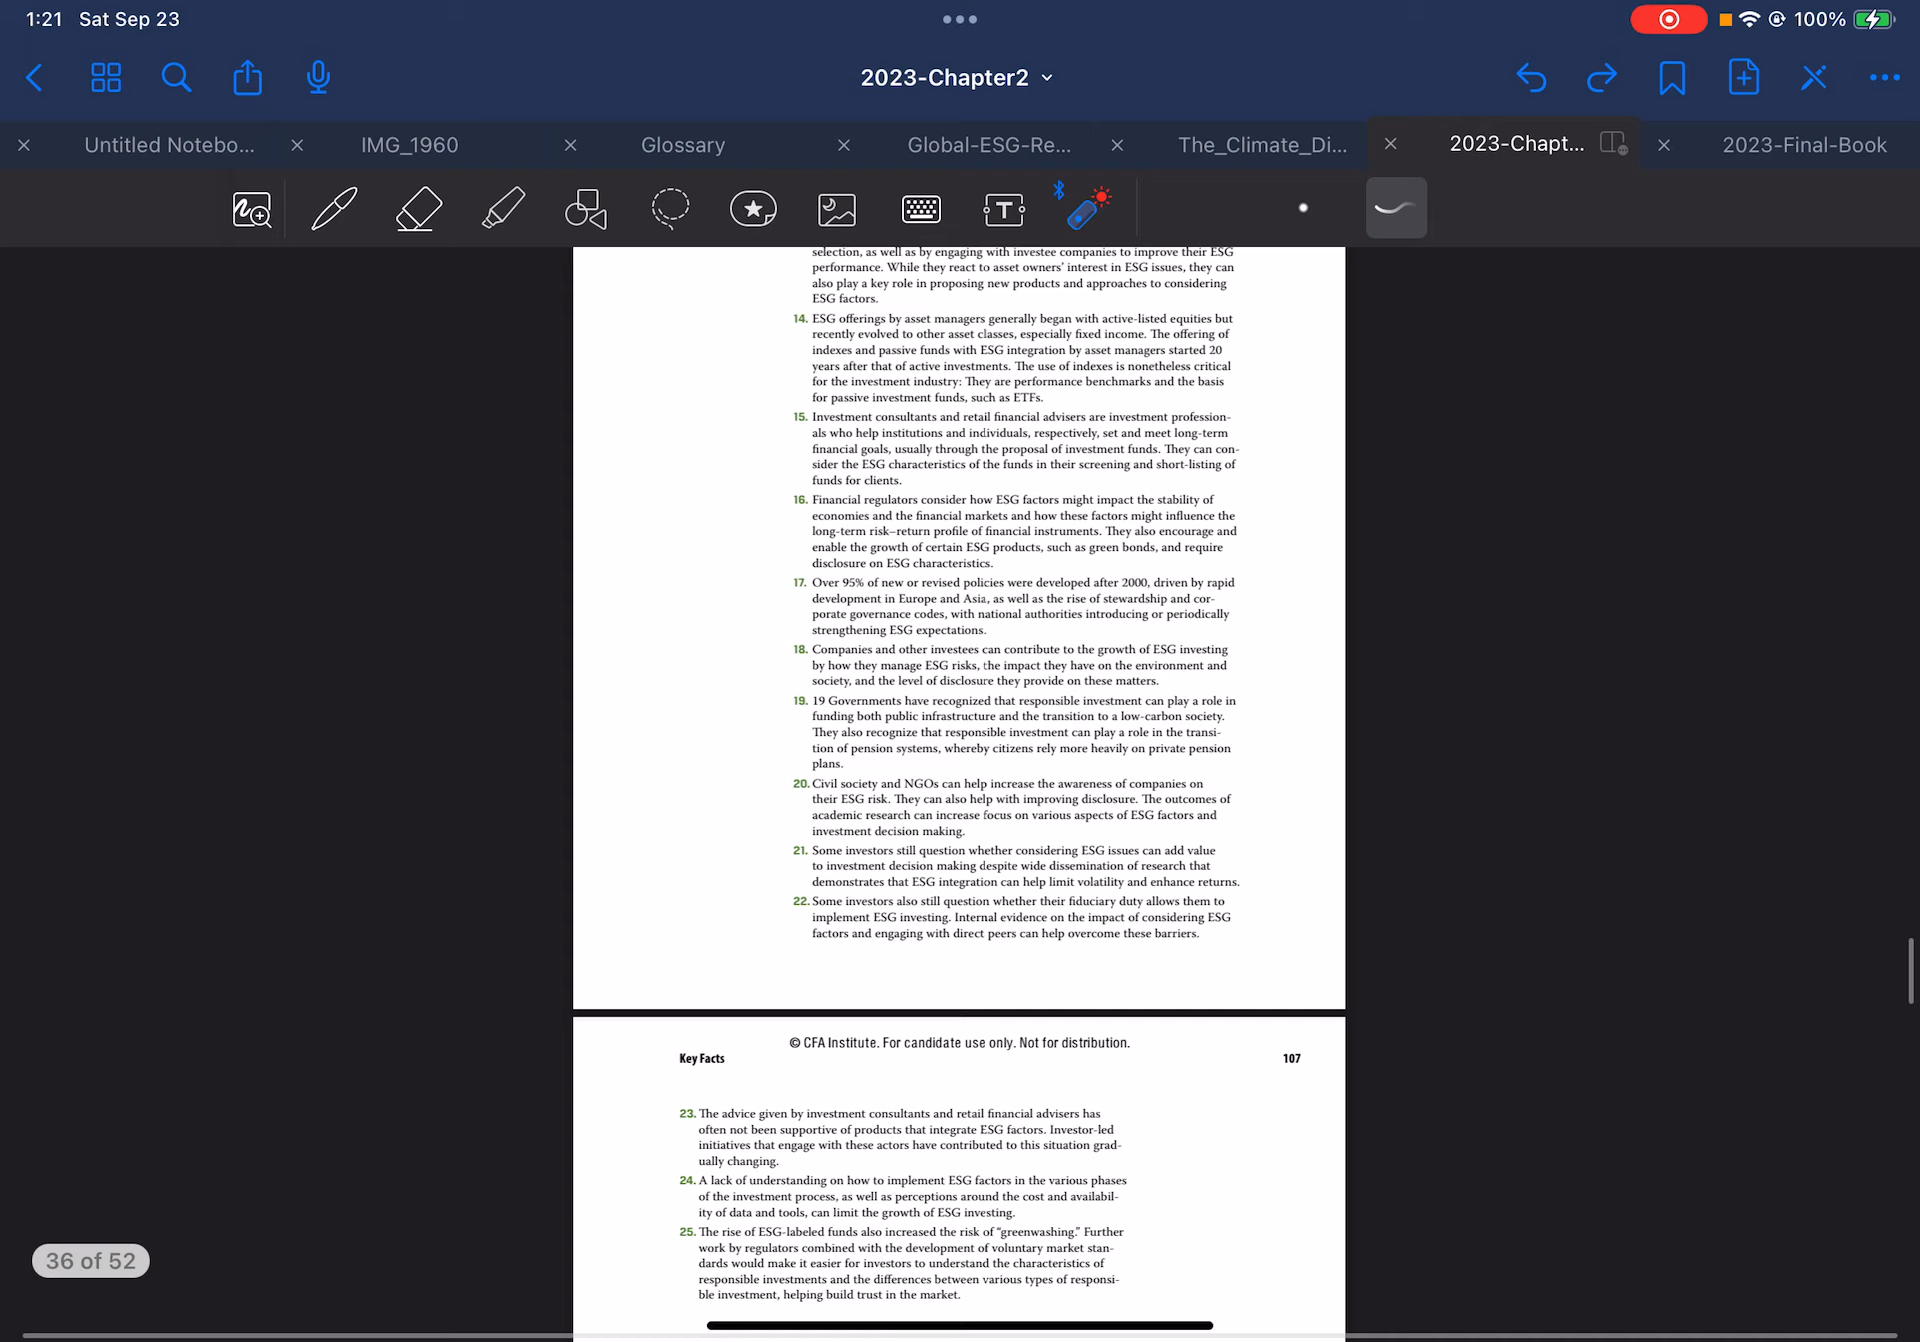 1:21 Sat Sep 23
100%
2023-Chapter2
Untitled Notebo...
IMG_1960
Glossary
Global-ESG-Re...
The_Climate_Di...
2023-Chapt...
2023-Final-Book
selection, as well as by engaging with investee companies to improve their ESG
performance. While they react to asset owners' interest in ESG issues, they can
also play a key role in proposing new products and approaches to considering
ESG factors.
14. ESG offerings by asset managers generally began with active-listed equities but
recently evolved to other asset classes, especially fixed income. The offering of
indexes and passive funds with ESG integration by asset managers started 20
years after that of active investments. The use of indexes is nonetheless critical
for the investment industry: They are performance benchmarks and the basis
for passive investment funds, such as ETFs.
15. Investment consultants and retail financial advisers are investment profession-
als who help institutions and individuals, respectively, set and meet long-term
financial goals, usually through the proposal of investment funds. They can con-
sider the ESG characteristics of the funds in their screening and short-listing of
funds for clients.
16. Financial regulators consider how ESG factors might impact the stability of
economies and the financial markets and how these factors might influence the
long-term risk–return profile of financial instruments. They also encourage and
enable the growth of certain ESG products, such as green bonds, and require
disclosure on ESG characteristics.
17. Over 95% of new or revised policies were developed after 2000, driven by rapid
development in Europe and Asia, as well as the rise of stewardship and cor-
porate governance codes, with national authorities introducing or periodically
strengthening ESG expectations.
18. Companies and other investees can contribute to the growth of ESG investing
by how they manage ESG risks, the impact they have on the environment and
society, and the level of disclosure they provide on these matters.
19. 19 Governments have recognized that responsible investment can play a role in
funding both public infrastructure and the transition to a low-carbon society.
They also recognize that responsible investment can play a role in the transi-
tion of pension systems, whereby citizens rely more heavily on private pension
plans.
20. Civil society and NGOs can help increase the awareness of companies on
their ESG risk. They can also help with improving disclosure. The outcomes of
academic research can increase focus on various aspects of ESG factors and
investment decision making.
21. Some investors still question whether considering ESG issues can add value
to investment decision making despite wide dissemination of research that
demonstrates that ESG integration can help limit volatility and enhance returns.
22. Some investors also still question whether their fiduciary duty allows them to
implement ESG investing. Internal evidence on the impact of considering ESG
factors and engaging with direct peers can help overcome these barriers.
© CFA Institute. For candidate use only. Not for distribution.
Key Facts 107
23. The advice given by investment consultants and retail financial advisers has
often not been supportive of products that integrate ESG factors. Investor-led
initiatives that engage with these actors have contributed to this situation grad-
ually changing.
24. A lack of understanding on how to implement ESG factors in the various phases
of the investment process, as well as perceptions around the cost and availabil-
ity of data and tools, can limit the growth of ESG investing.
25. The rise of ESG-labeled funds also increased the risk of "greenwashing." Further
work by regulators combined with the development of voluntary market stan-
dards would make it easier for investors to understand the characteristics of
responsible investments and the differences between various types of responsi-
ble investment, helping build trust in the market.
36 of 52